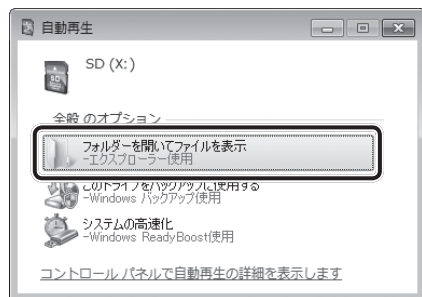 自動再生
SD (X:)
全般 のオプション
フォルダーを開いてファイルを表示
-エクスプローラー使用
このドライブをバックアップに使用する
-Windows バックアップ使用
システムの高速化
-Windows ReadyBoost使用
コントロール パネルで自動再生の詳細を表示します